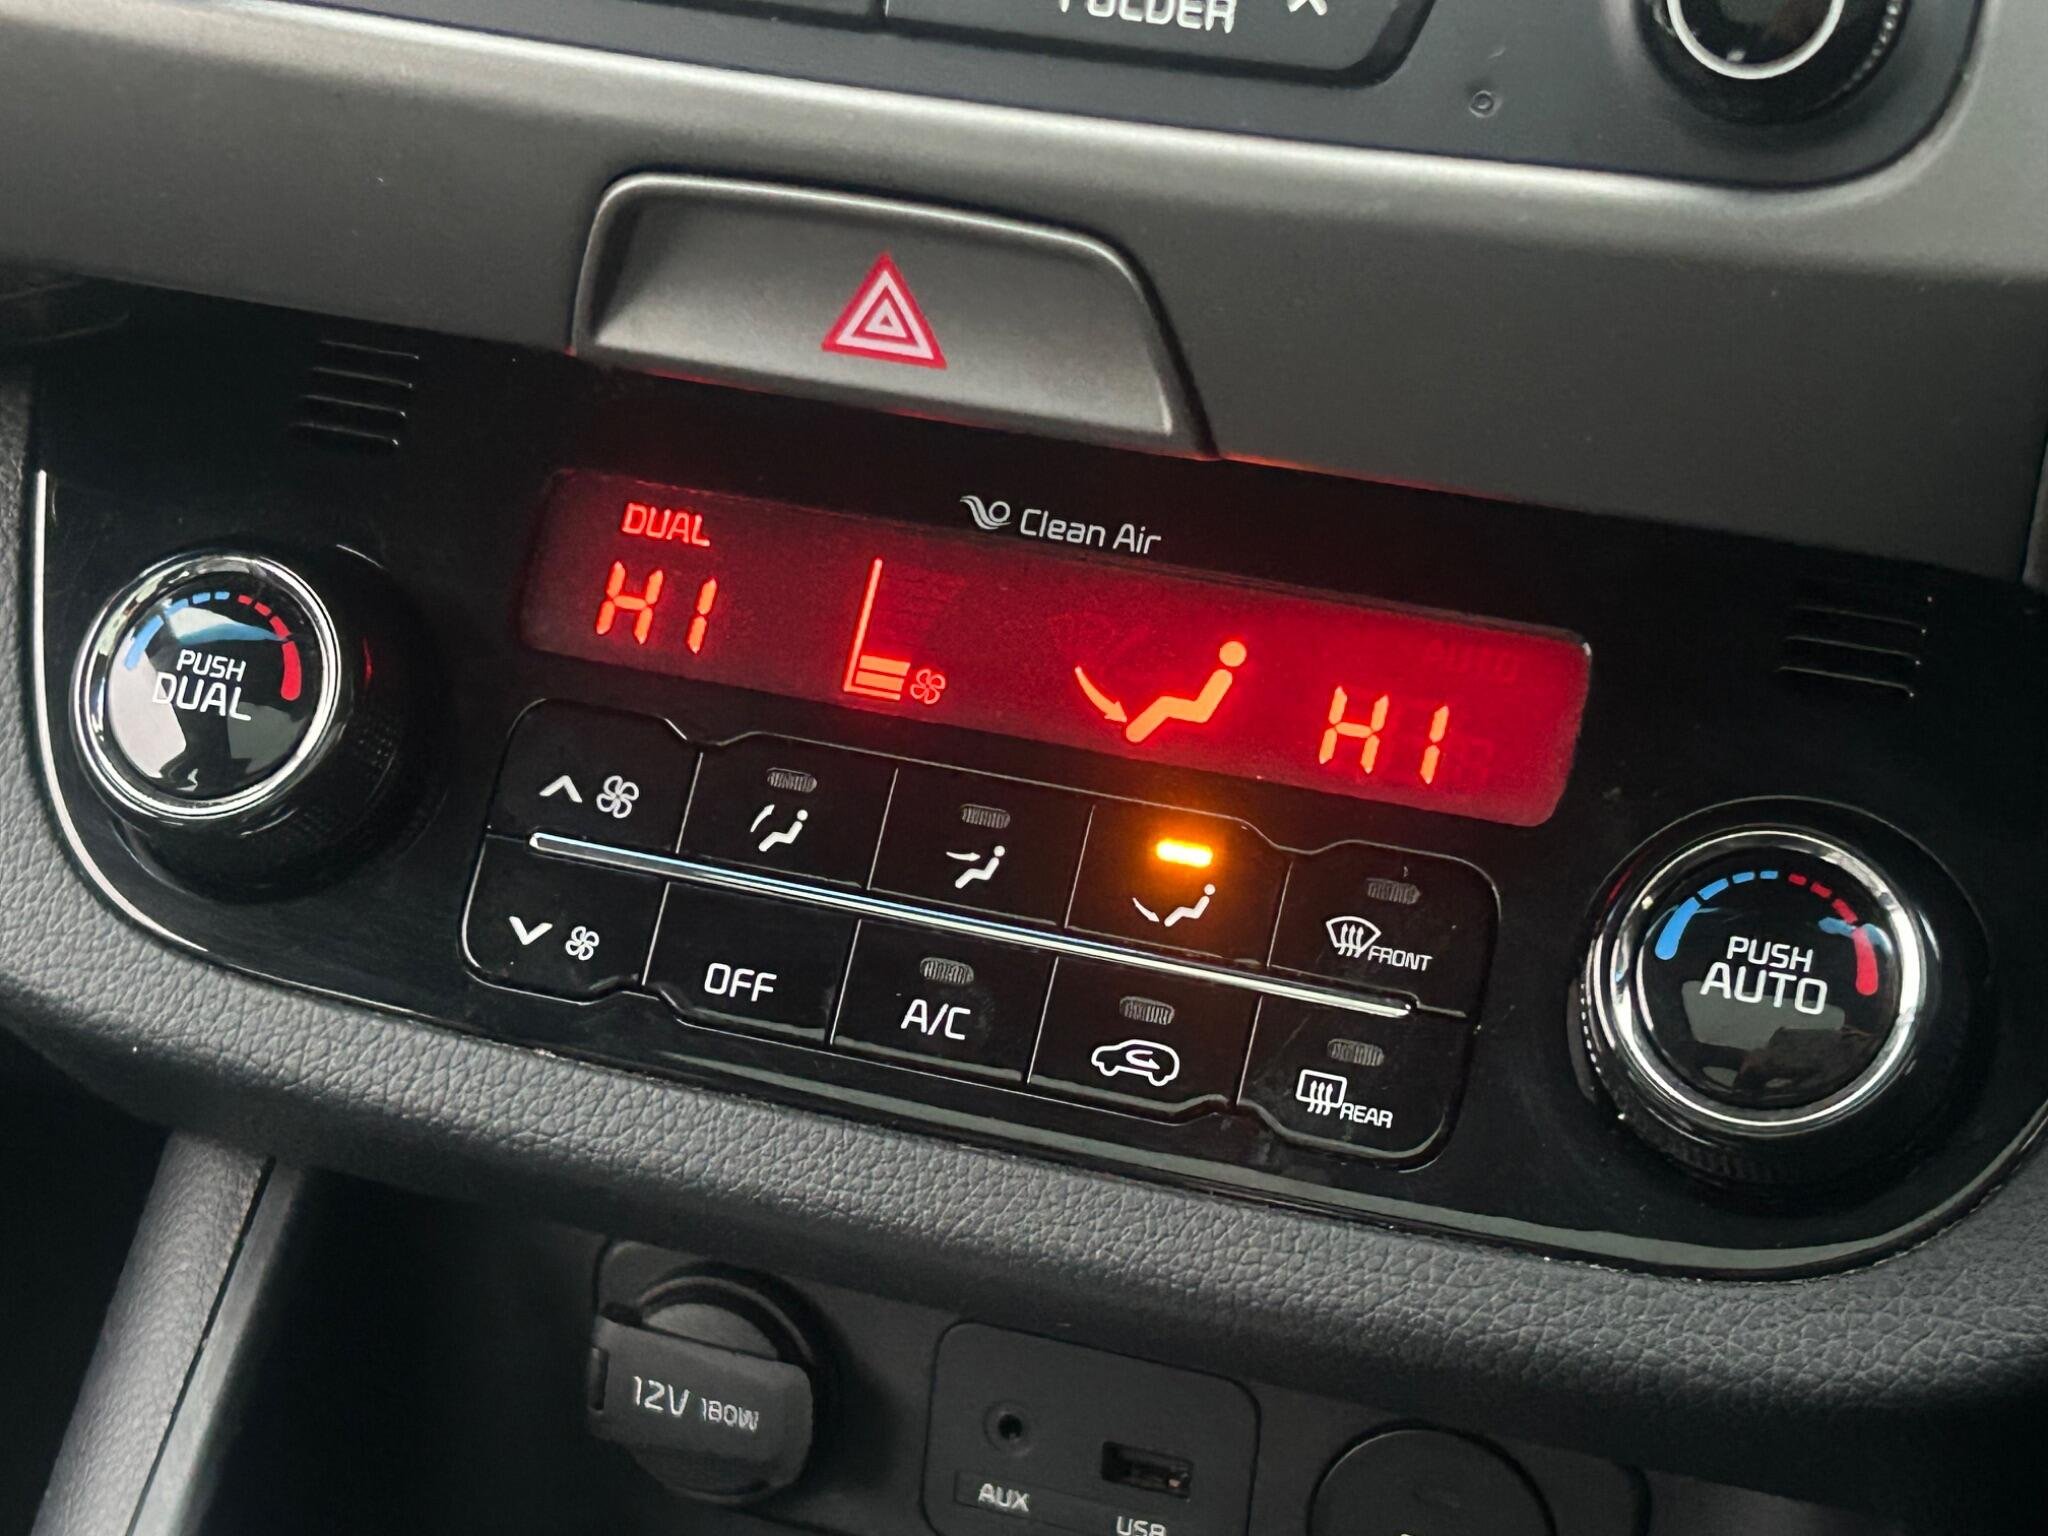 FOLDER
Clean Air
DUAL
HI
HI
PUSH
DUAL
FRONT
OFF
A/C
REAR
PUSH
AUTO
12V 180W
AUX
USB